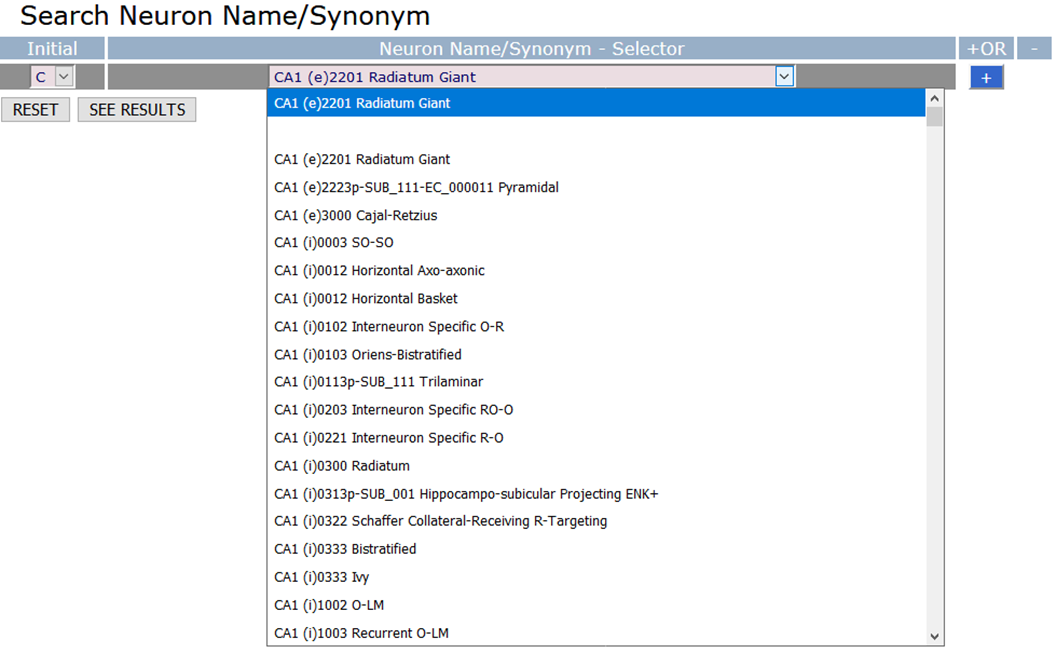 Search Neuron Name/Synonym
Initial Neuron Name/Synonym - Selector +OR -
C CA1 (e)2201 Radiatum Giant +
RESET SEE RESULTS CA1 (e)2201 Radiatum Giant
CA1 (e)2201 Radiatum Giant
CA1 (e)2223p-SUB_111-EC_000011 Pyramidal
CA1 (e)3000 Cajal-Retzius
CA1 (i)0003 SO-SO
CA1 (i)0012 Horizontal Axo-axonic
CA1 (i)0012 Horizontal Basket
CA1 (i)0102 Interneuron Specific O-R
CA1 (i)0103 Oriens-Bistratified
CA1 (i)0113p-SUB_111 Trilaminar
CA1 (i)0203 Interneuron Specific RO-O
CA1 (i)0221 Interneuron Specific R-O
CA1 (i)0300 Radiatum
CA1 (i)0313p-SUB_001 Hippocampo-subicular Projecting ENK+
CA1 (i)0322 Schaffer Collateral-Receiving R-Targeting
CA1 (i)0333 Bistratified
CA1 (i)0333 Ivy
CA1 (i)1002 O-LM
CA1 (i)1003 Recurrent O-LM